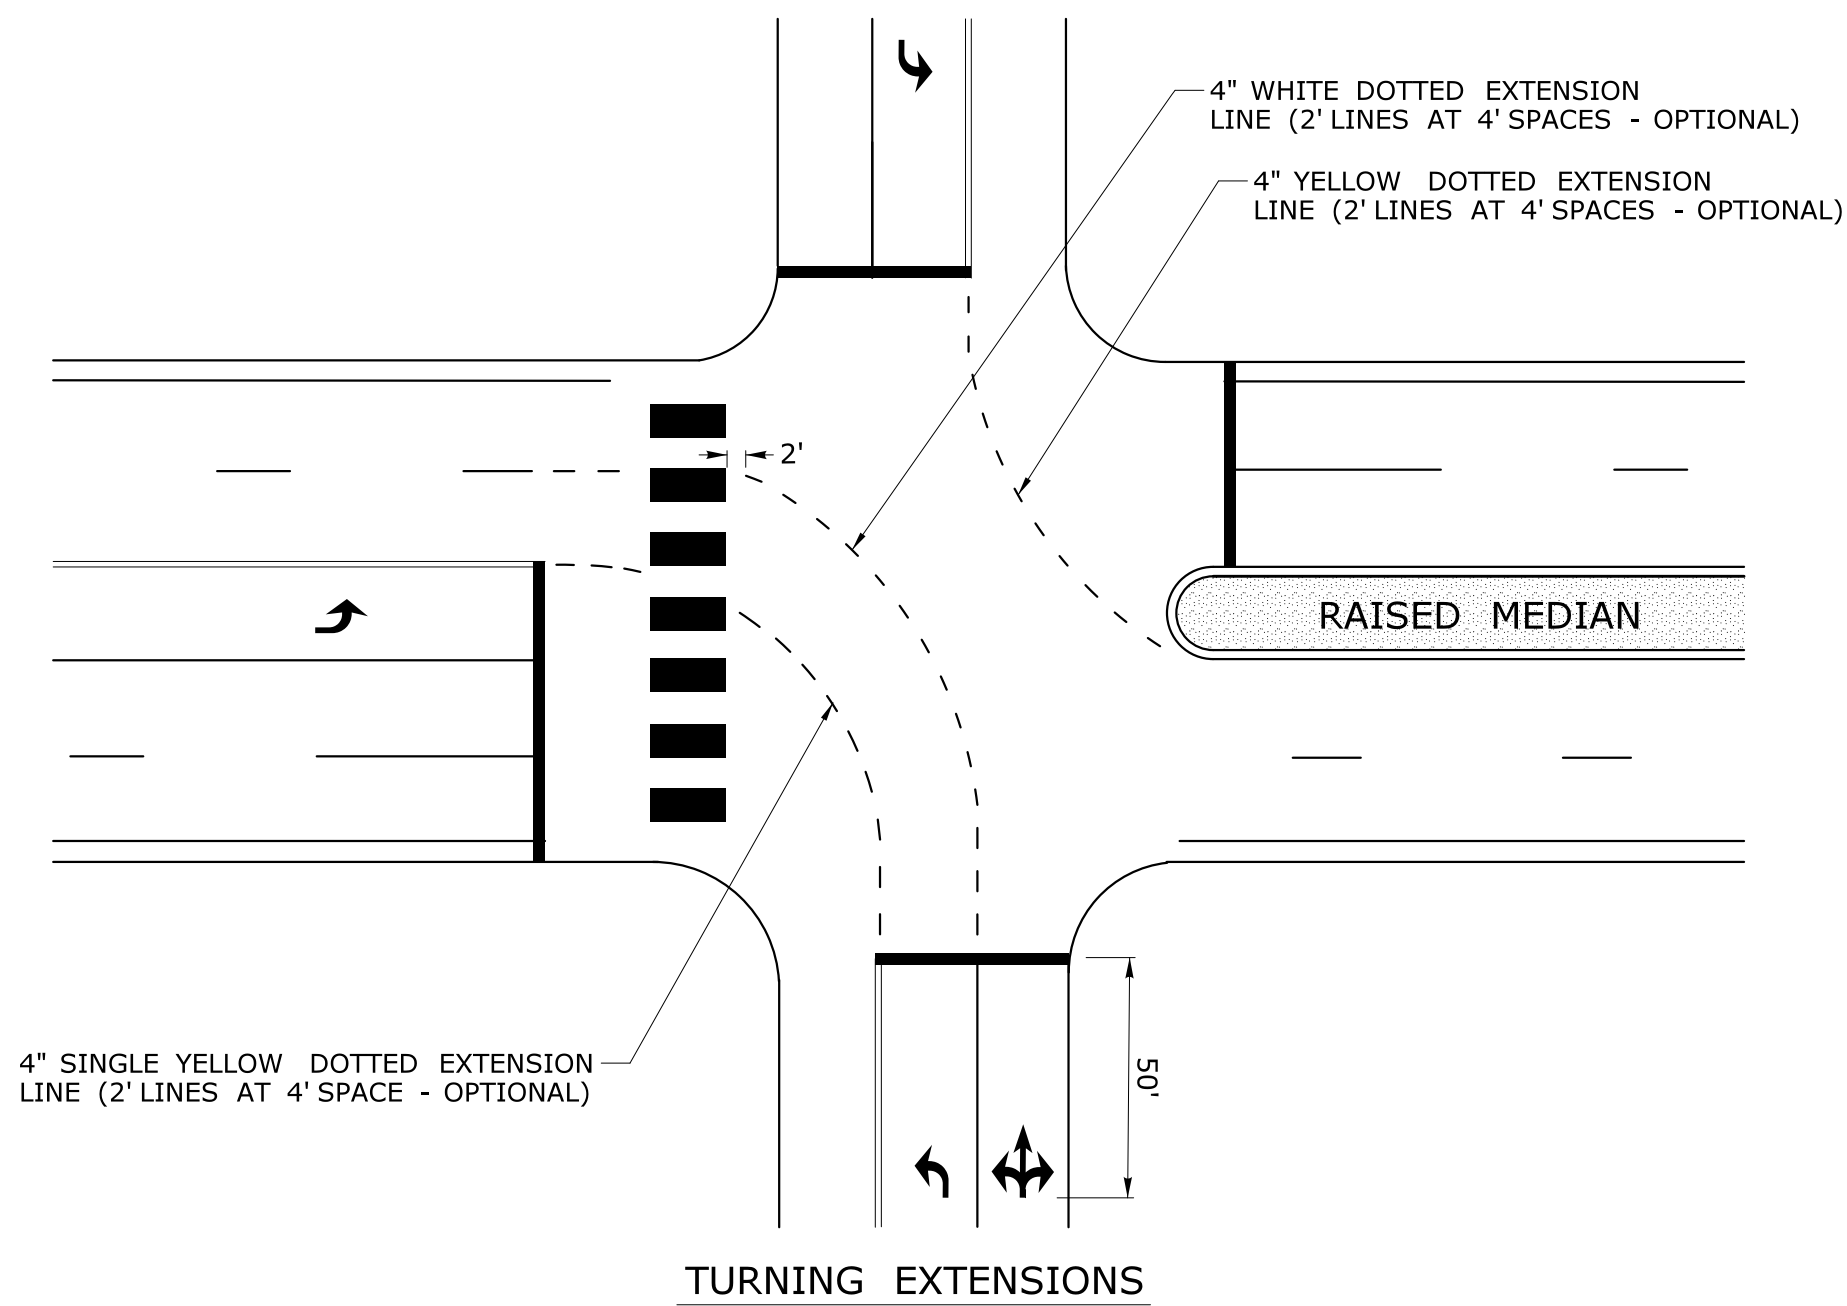 4" WHITE DOTTED EXTENSION
LINE (2' LINES AT 4' SPACES - OPTIONAL)
4" YELLOW DOTTED EXTENSION
LINE (2' LINES AT 4' SPACES - OPTIONAL)
2'
RAISED MEDIAN
4" SINGLE YELLOW DOTTED EXTENSION
LINE (2' LINES AT 4' SPACE - OPTIONAL)
50'
TURNING EXTENSIONS